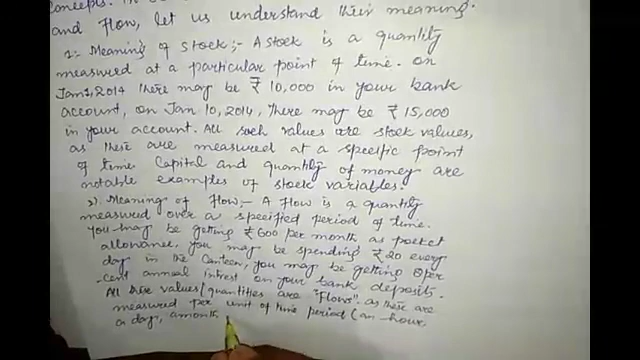 concepts. In
and flow, let us understand their meaning.
1:- Meaning of Stock;- A stock is a quantity
measured at a particular point of time. On
Jan 1, 2014 there may be ₹ 10,000 in your bank
account, on Jan 10, 2014, there may be ₹ 15,000
in your account. All such values are stock values,
as these are measured at a specific point
of time. Capital and quantity of money are
notable examples of stock variables.
2) Meaning of Flow;- A Flow is a quantity
measured over a specified period of time.
You may be getting ₹600 per month as pocket
allowance, you may be spending ₹20 every
day in the Canteen, you may be getting 10 per
-cent annual intrest on your bank deposits.
All these values/quantities are "Flows". as these are
measured per unit of time period (an hour,
a day, a month